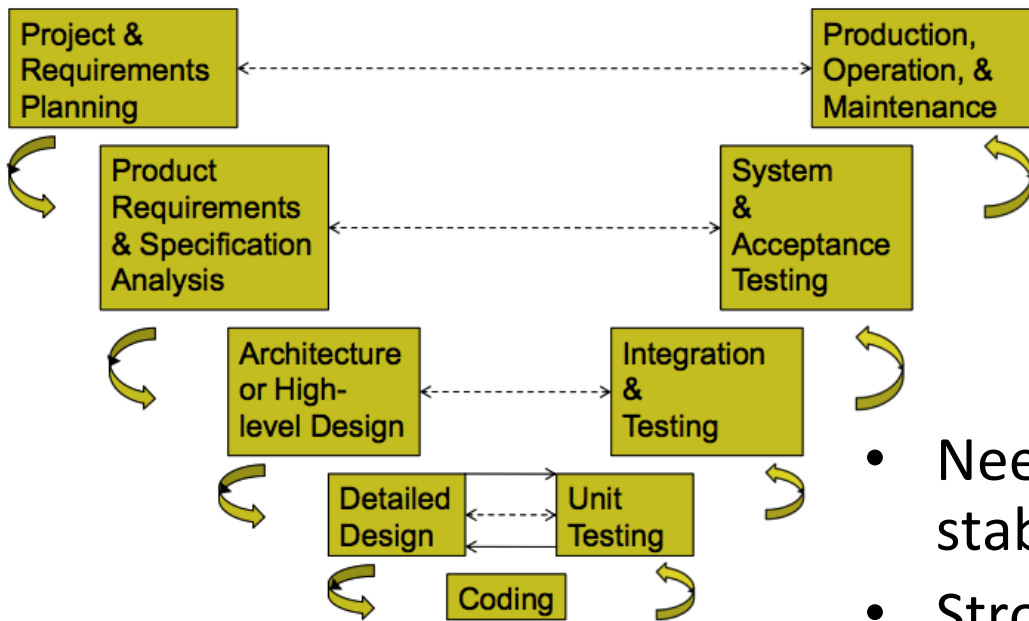 Project &
Requirements
Planning
Production,
Operation, &
Maintenance
Product
Requirements
& Specification
Analysis
System
&
Acceptance
Testing
Architecture
or High-
level Design
Integration
&
Testing
Detailed
Design
Unit
Testing
Coding
•
•